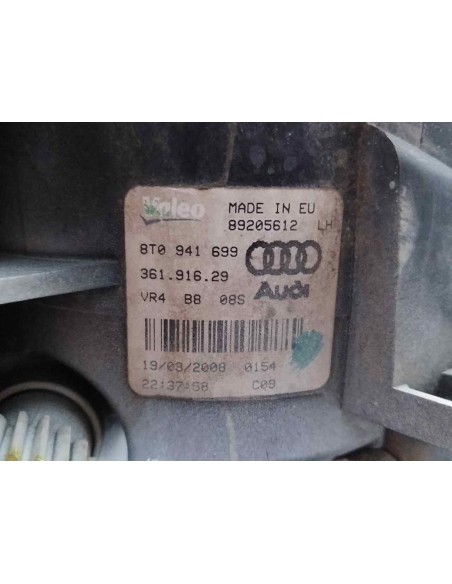 Valeo MADE IN EU
89205612 LH
8T0 941 699
361.916.29
VR4 B8 08S Audi
19/03/2008 0154
22:37:58 C09